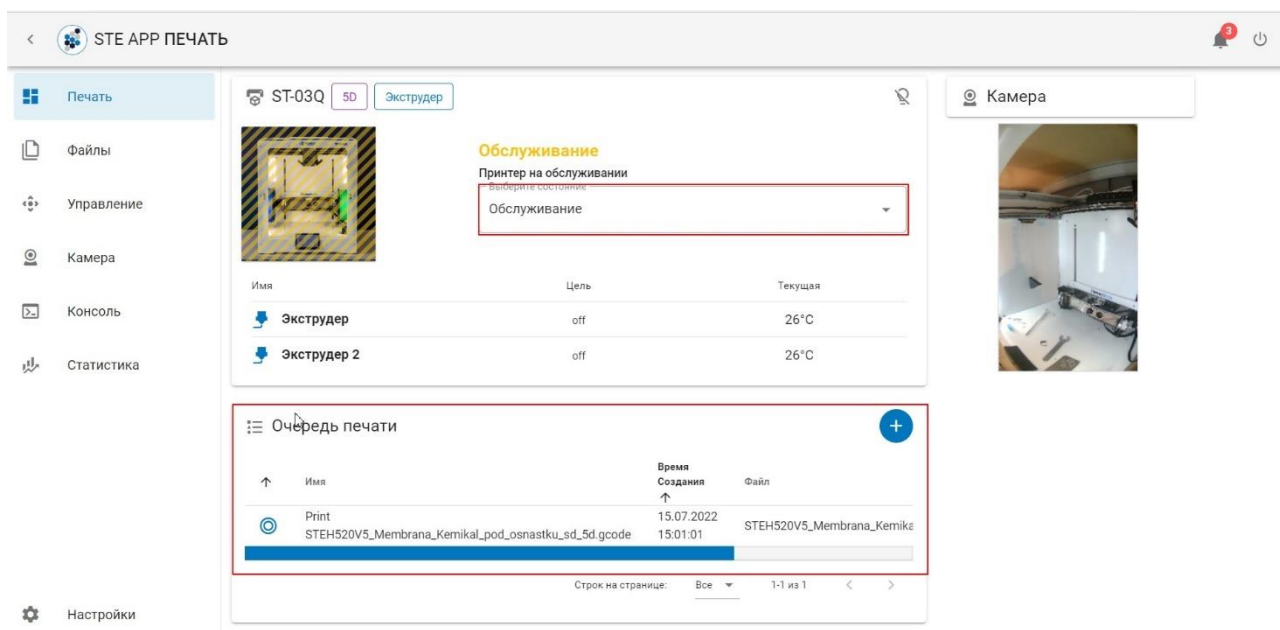 STE APP ПЕЧАТЬ
3
Печать
Файлы
Управление
Камера
Консоль
Статистика
Настройки
ST-03Q 5D Экструдер
Обслуживание
Принтер на обслуживании
Выберите состояние
Обслуживание
Имя Цель Текущая
Экструдер off 26°C
Экструдер 2 off 26°C
Очередь печати
Имя Время Создания Файл
Print STEH520V5_Membrana_Kemikal_pod_osnastku_sd_5d.gcode 15.07.2022 15:01:01 STEH520V5_Membrana_Kemika
Строк на странице: Все 1-1 из 1
Камера